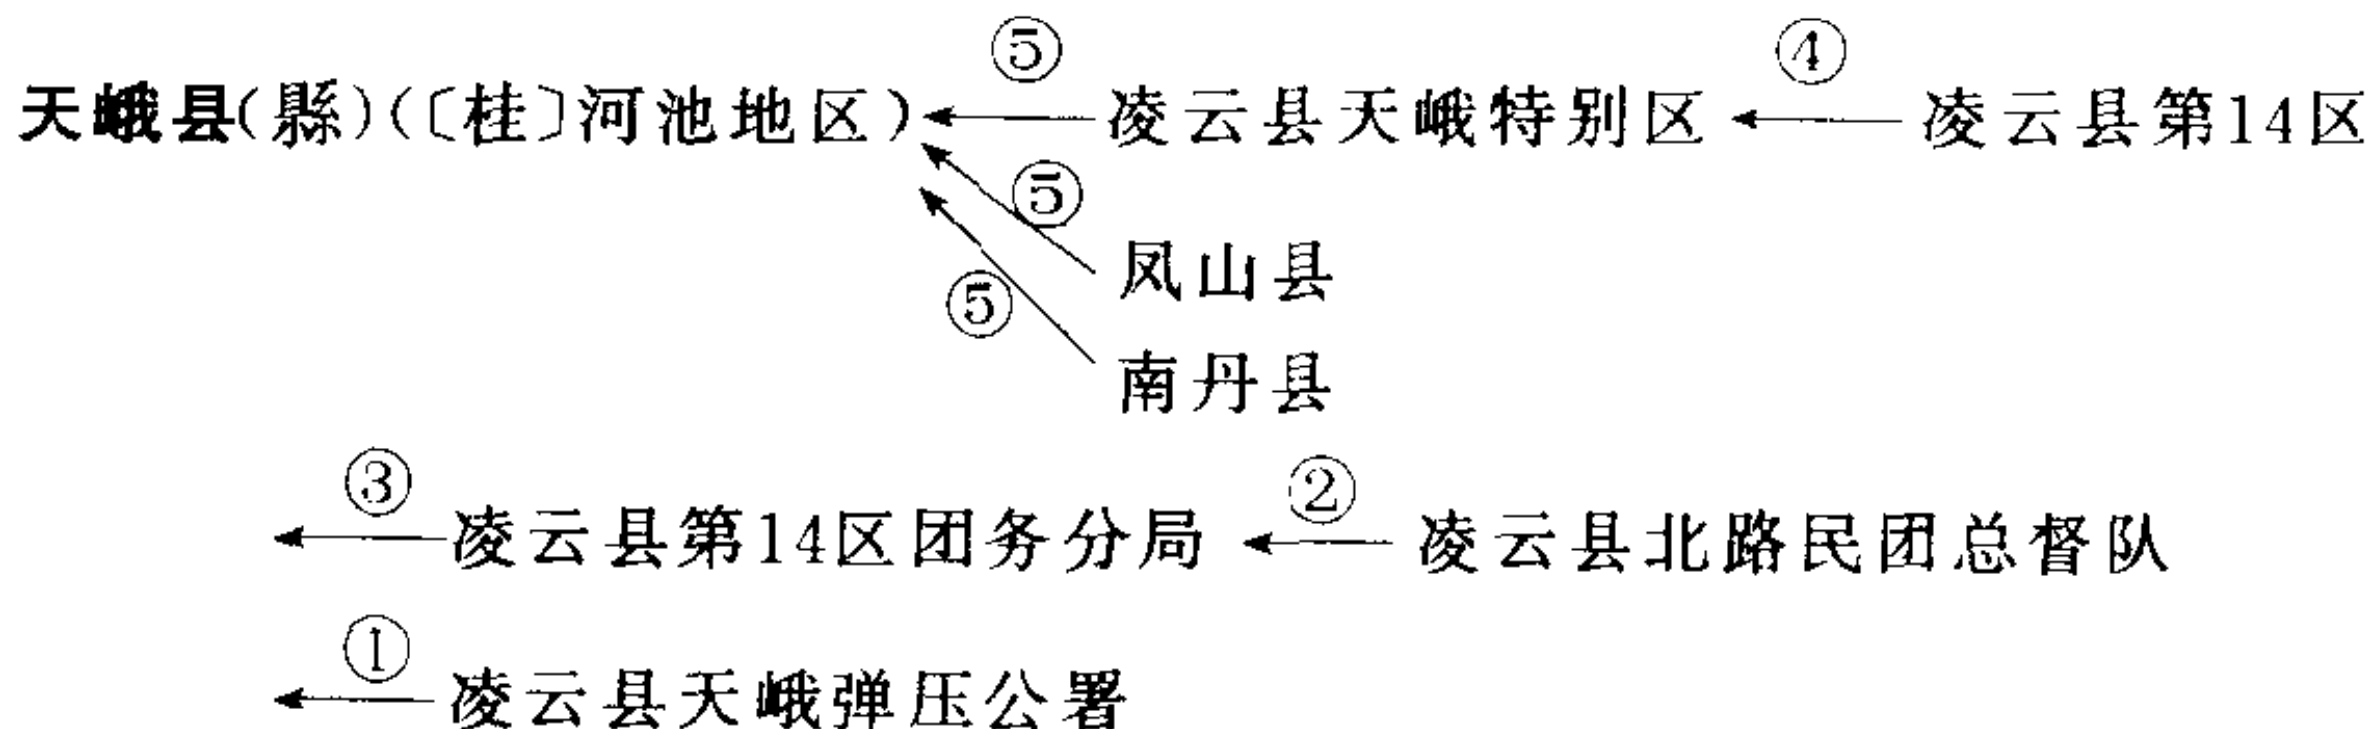 天峨县(縣)(〔桂〕河池地区)←⑤—凌云县天峨特别区←④—凌云县第14区
⑤ 凤山县
⑤ 南丹县
←③—凌云县第14区团务分局←②—凌云县北路民团总督队
←①—凌云县天峨弹压公署